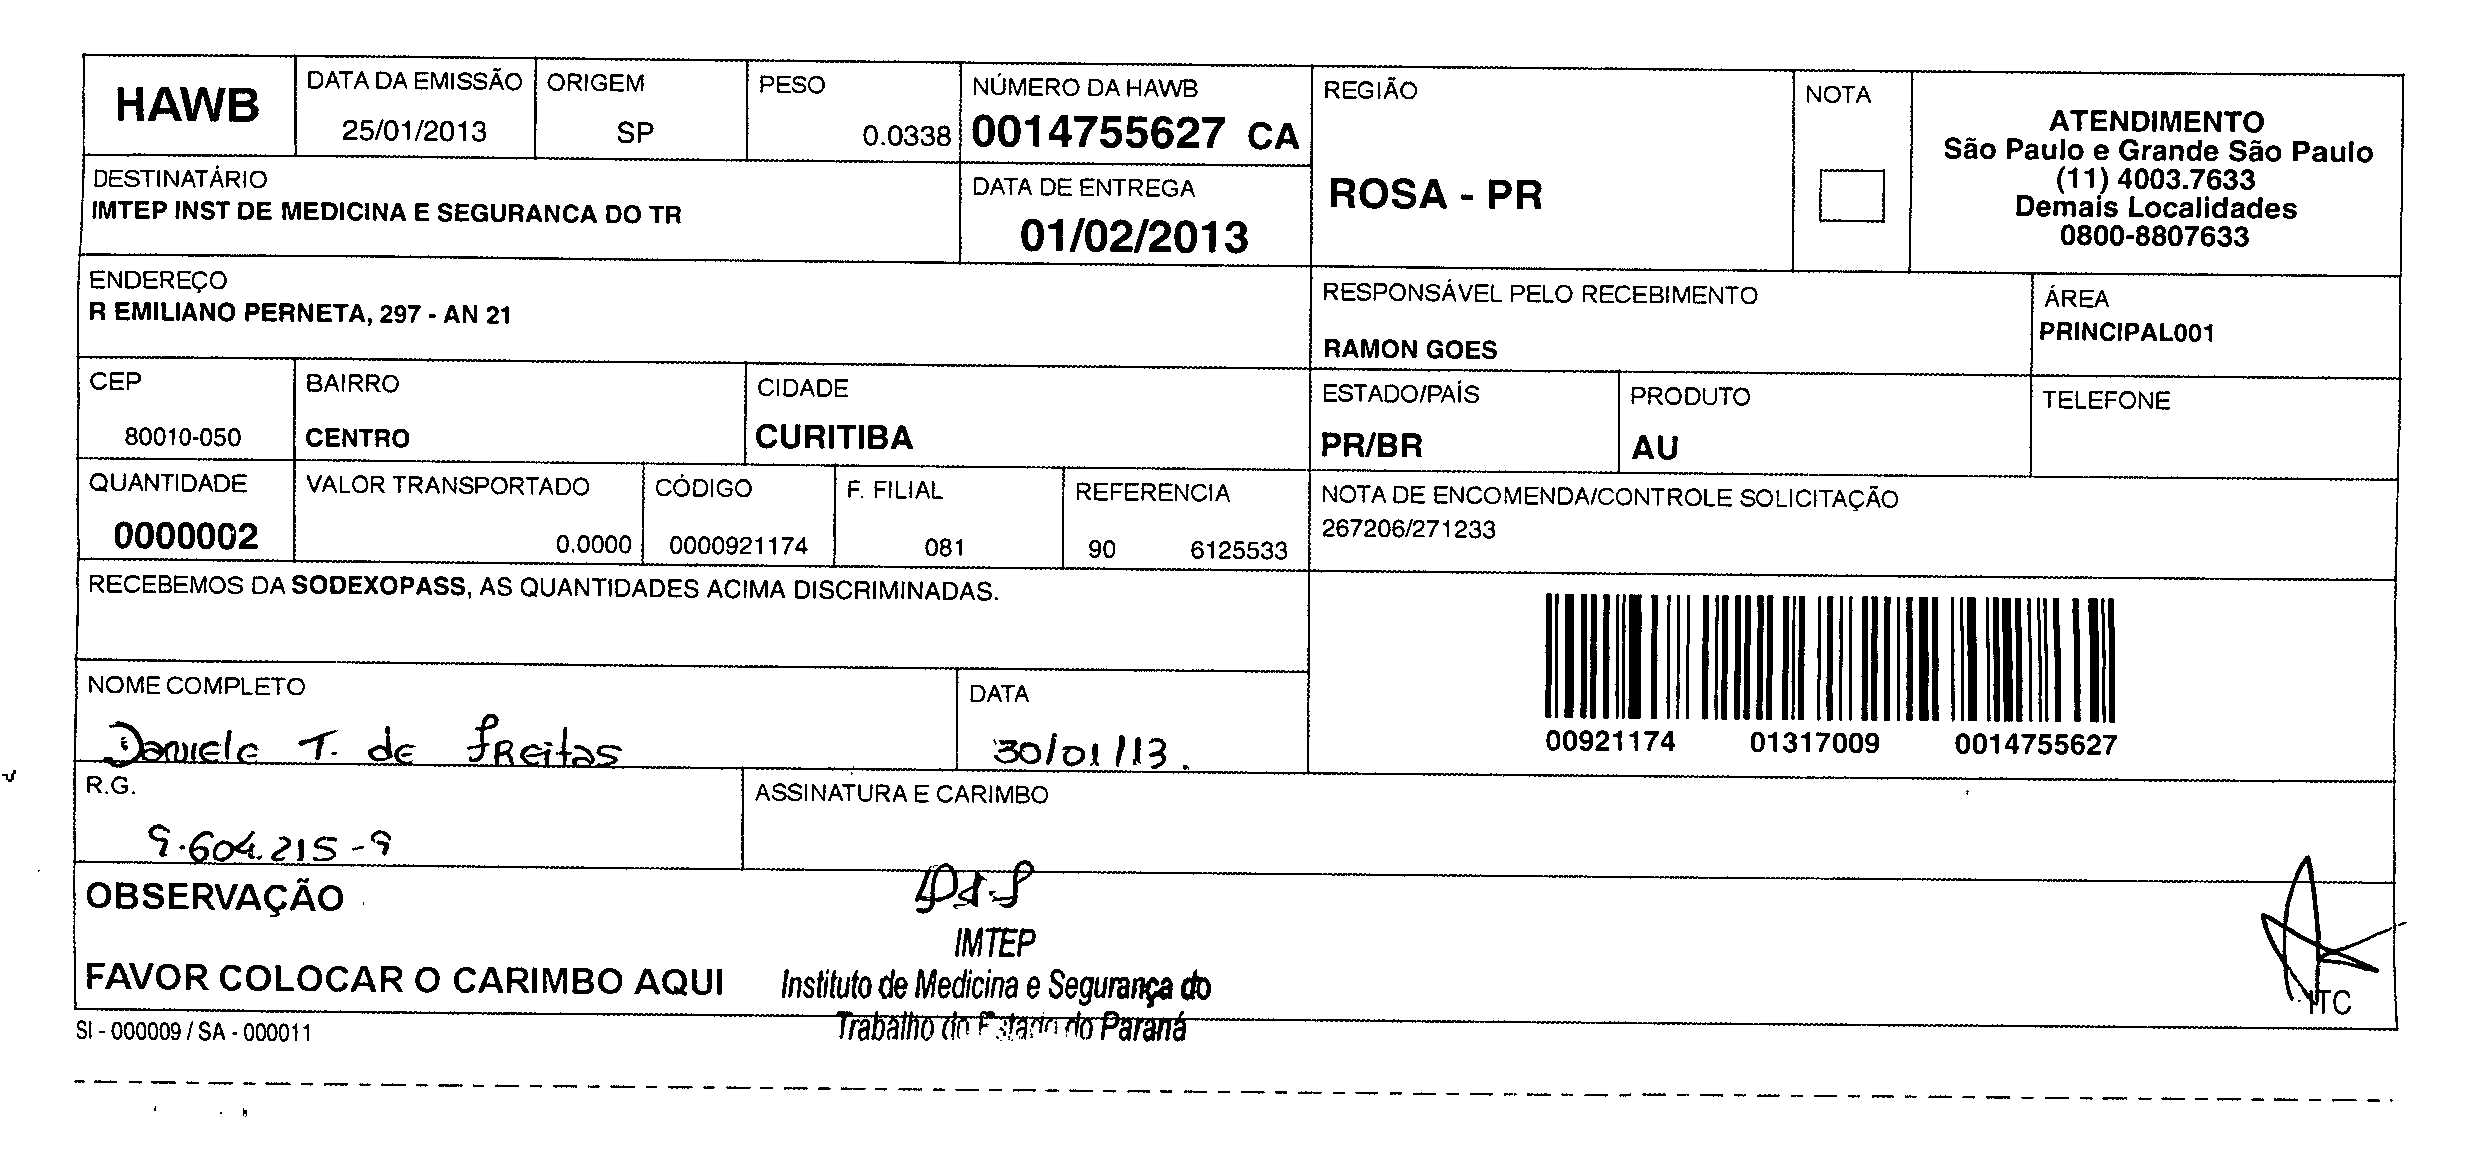 HAWB
DATA DA EMISSÃO
25/01/2013
ORIGEM
SP
PESO
0.0338
NÚMERO DA HAWB
0014755627 CA
REGIÃO
ROSA - PR
NOTA
ATENDIMENTO
São Paulo e Grande São Paulo
(11) 4003.7633
Demais Localidades
0800-8807633
DESTINATÁRIO
IMTEP INST DE MEDICINA E SEGURANCA DO TR
DATA DE ENTREGA
01/02/2013
ENDEREÇO
R EMILIANO PERNETA, 297 - AN 21
RESPONSÁVEL PELO RECEBIMENTO
RAMON GOES
ÁREA
PRINCIPAL001
CEP
80010-050
BAIRRO
CENTRO
CIDADE
CURITIBA
ESTADO/PAÍS
PR/BR
PRODUTO
AU
TELEFONE
QUANTIDADE
0000002
VALOR TRANSPORTADO
0.0000
CÓDIGO
0000921174
F. FILIAL
081
REFERENCIA
90 6125533
NOTA DE ENCOMENDA/CONTROLE SOLICITAÇÃO
267206/271233
RECEBEMOS DA SODEXOPASS, AS QUANTIDADES ACIMA DISCRIMINADAS.
00921174 01317009 0014755627
NOME COMPLETO
Daniele T. de Freitas
DATA
30/01/13.
R.G.
9.604.215-9
ASSINATURA E CARIMBO
OBSERVAÇÃO
FAVOR COLOCAR O CARIMBO AQUI
IMTEP
Instituto de Medicina e Segurança do
Trabalho do Estado do Paraná
ITC
SI - 000009 / SA - 000011